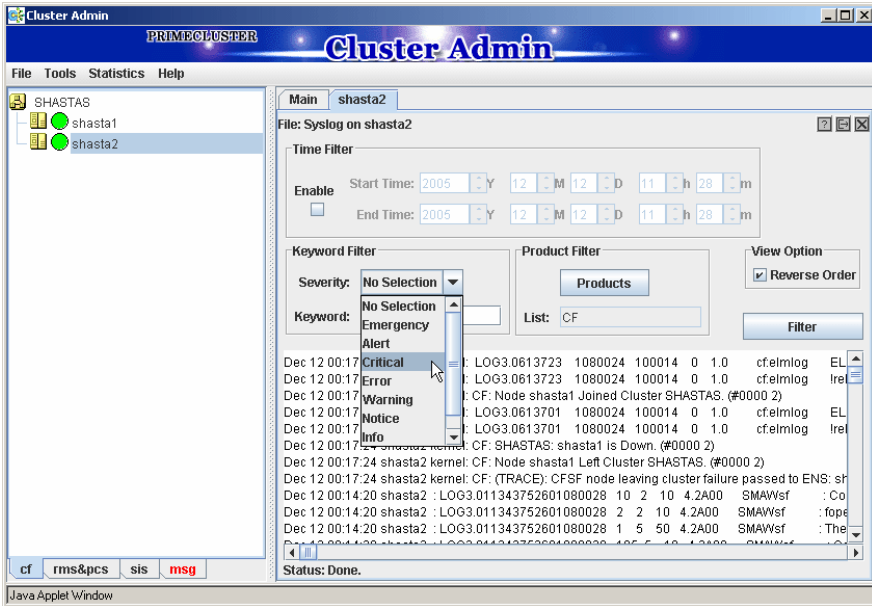 Cluster Admin
PRIMECLUSTER
Cluster Admin
File Tools Statistics Help
SHASTAS
shasta1
shasta2
Main shasta2
File: Syslog on shasta2
Time Filter
Enable
Start Time: 2005 Y 12 M 12 D 11 h 28 m
End Time: 2005 Y 12 M 12 D 11 h 28 m
Keyword Filter
Severity: No Selection
Keyword:
No Selection
Emergency
Alert
Critical
Error
Warning
Notice
Info
Product Filter
Products
List: CF
View Option
Reverse Order
Filter
Dec 12 00:17 l: LOG3.0613723 1080024 100014 0 1.0 cf:elmlog EL
Dec 12 00:17 l: LOG3.0613723 1080024 100014 0 1.0 cf:elmlog !rel
Dec 12 00:17 l: CF: Node shasta1 Joined Cluster SHASTAS. (#0000 2)
Dec 12 00:17 l: LOG3.0613701 1080024 100014 0 1.0 cf:elmlog EL
Dec 12 00:17 l: LOG3.0613701 1080024 100014 0 1.0 cf:elmlog !rel
Dec 12 00:17:24 shasta2 kernel: CF: SHASTAS: shasta1 is Down. (#0000 2)
Dec 12 00:17:24 shasta2 kernel: CF: Node shasta1 Left Cluster SHASTAS. (#0000 2)
Dec 12 00:17:24 shasta2 kernel: CF: (TRACE): CFSF node leaving cluster failure passed to ENS: sh
Dec 12 00:14:20 shasta2 : LOG3.011343752601080028 10 2 10 4.2A00 SMAWsf : Co
Dec 12 00:14:20 shasta2 : LOG3.011343752601080028 2 2 10 4.2A00 SMAWsf : fope
Dec 12 00:14:20 shasta2 : LOG3.011343752601080028 1 5 50 4.2A00 SMAWsf : The
Status: Done.
cf rms&pcs sis msg
Java Applet Window